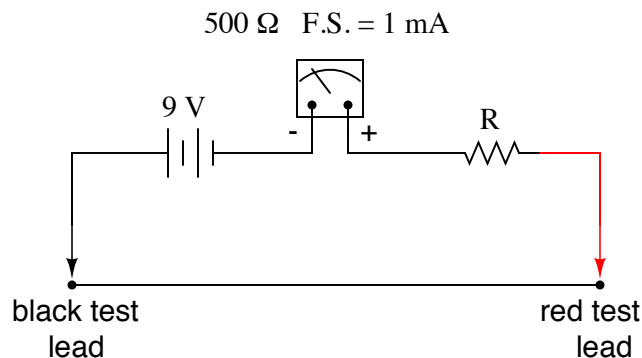 500 Ω F.S. = 1 mA
9 V
- +
R
black test
lead
red test
lead